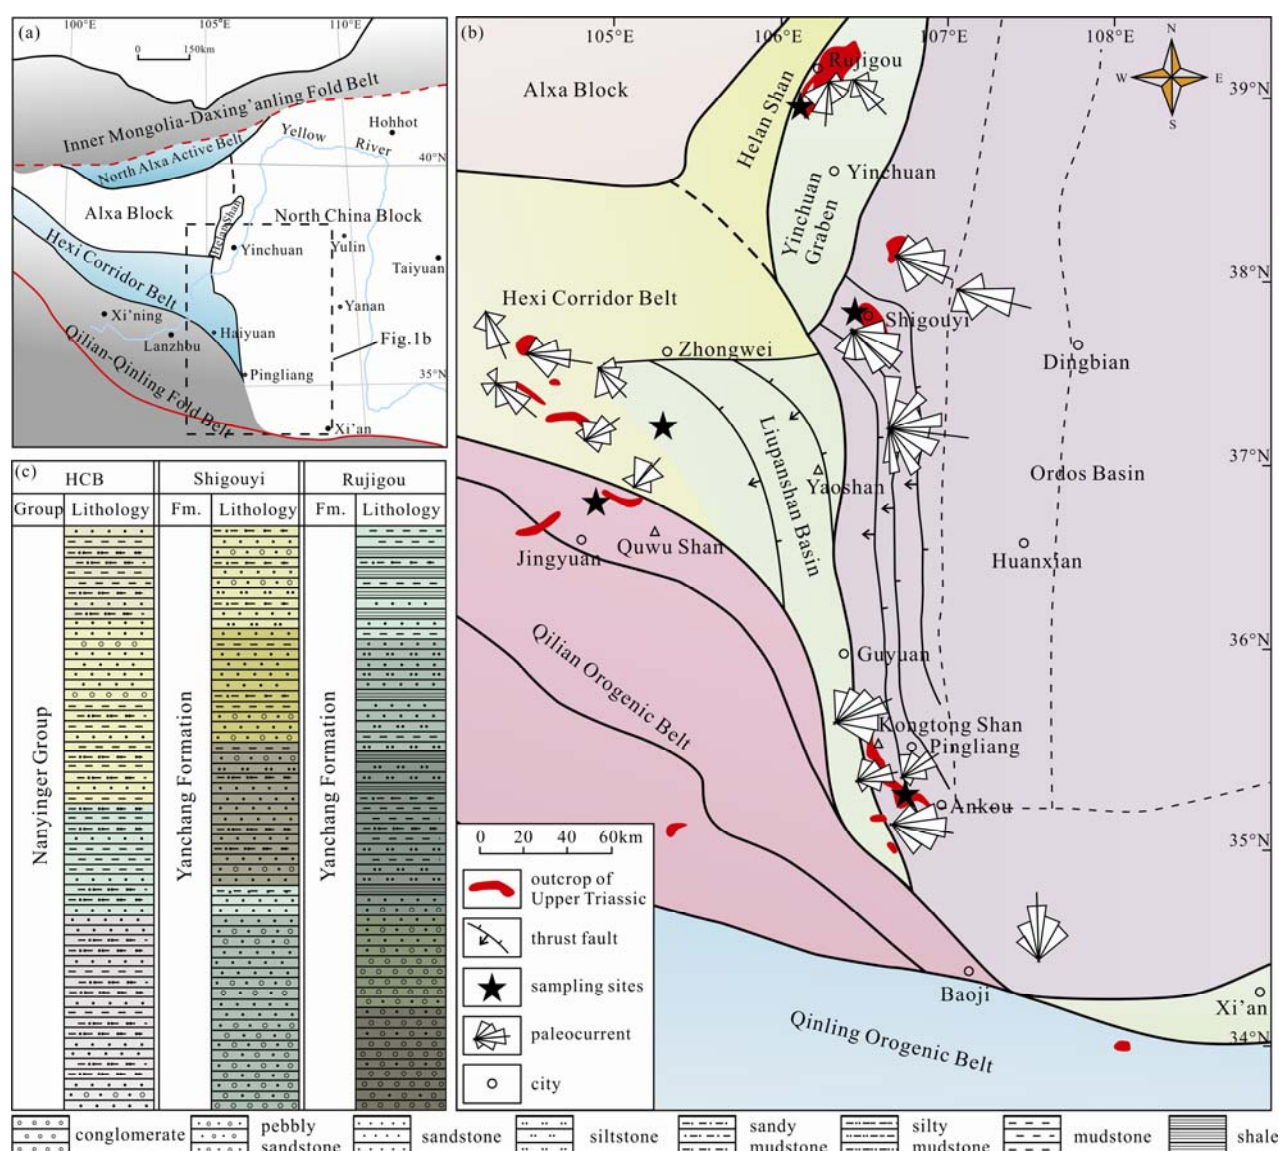 (a)
100°E
105°E
110°E
0 150km
Inner Mongolia-Daxing'anling Fold Belt
North Alxa Active Belt
Yellow
River
Hohhot
40°N
Alxa Block
Helan Shan
North China Block
Hexi Corridor Belt
Yinchuan
Yulin
Taiyuan
Xi'ning
Lanzhou
Haiyuan
Yanan
Fig.1b
Pingliang
35°N
Qilian-Qinling Fold Belt
Xi'an
(b)
105°E
106°E
107°E
108°E
N
W
E
S
39°N
38°N
37°N
36°N
35°N
34°N
Alxa Block
Helan Shan
Rujigou
Yinchuan
Yinchuan
Graben
Hexi Corridor Belt
Zhongwei
Shigouyi
Dingbian
Liupanshan Basin
Yaoshan
Ordos Basin
Jingyuan
Quwu Shan
Huanxian
Qilian Orogenic Belt
Guyuan
Kongtong Shan
Pingliang
Ankou
Baoji
Xi'an
Qinling Orogenic Belt
0 20 40 60km
outcrop of
Upper Triassic
thrust fault
sampling sites
paleocurrent
city
(c)
HCB
Shigouyi
Rujigou
Group
Lithology
Fm.
Lithology
Fm.
Lithology
Nanyinger Group
Yanchang Formation
Yanchang Formation
conglomerate
pebbly
sandstone
sandstone
siltstone
sandy
mudstone
silty
mudstone
mudstone
shale